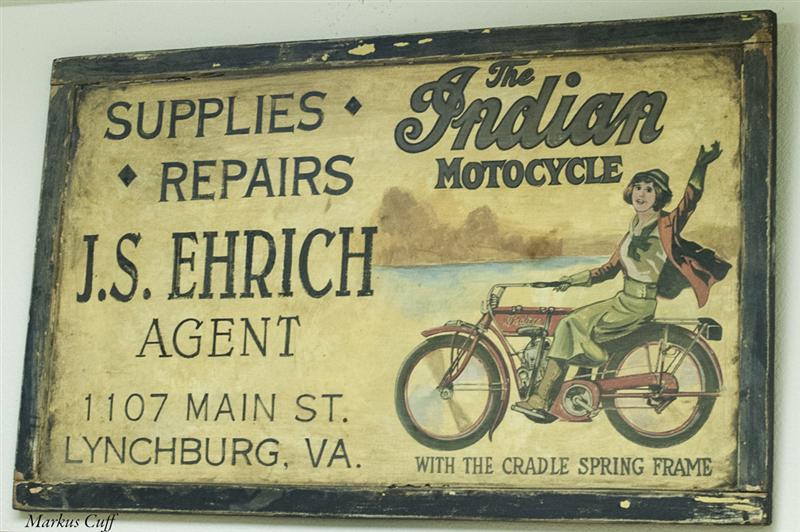 SUPPLIES ◆
◆ REPAIRS
J.S. EHRICH
AGENT
1107 MAIN ST.
LYNCHBURG, VA.
The
Indian
MOTOCYCLE
Indian
WITH THE CRADLE SPRING FRAME
Markus Cuff